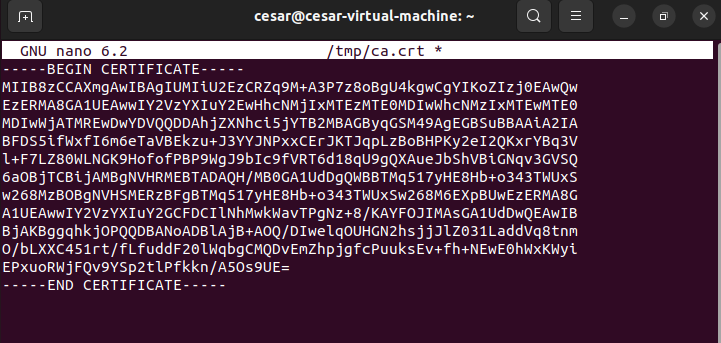 cesar@cesar-virtual-machine: ~
GNU nano 6.2 /tmp/ca.crt *
-----BEGIN CERTIFICATE-----
MIIB8zCCAXmgAwIBAgIUMIiU2EzCRZq9M+A3P7z8oBgU4kgwCgYIKoZIzj0EAwQw
EzERMA8GA1UEAwwIY2VzYXIuY2EwHhcNMjIxMTEzMTE0MDIwWhcNMzIxMTEwMTE0
MDIwWjATMREwDwYDVQQDDAhjZXNhci5jYTB2MBAGByqGSM49AgEGBSuBBAAiA2IA
BFDS5ifWxfI6m6eTaVBEkzu+J3YYJNPxxCErJKTJqpLzBoBHPKy2eI2QKxrYBq3V
l+F7LZ80WLNGK9HofofPBP9WgJ9bIc9fVRT6d18qU9gQXAueJbShVBiGNqv3GVSQ
6aOBjTCBijAMBgNVHRMEBTADAQH/MB0GA1UdDgQWBBTMq517yHE8Hb+o343TWUxS
w268MzBOBgNVHSMERzBFgBTMq517yHE8Hb+o343TWUxSw268M6EXpBUwEzERMA8G
A1UEAwwIY2VzYXIuY2GCFDCIlNhMwkWavTPgNz+8/KAYFOJIMAsGA1UdDwQEAwIB
BjAKBggqhkjOPQQDBANoADBlAjB+AOQ/DIwelqOUHGN2hsjjJlZ031LaddVq8tnm
O/bLXXC451rt/fLfuddF20lWqbgCMQDvEmZhpjgfcPuuksEv+fh+NEwE0hWxKWyi
EPxuoRWjFQv9YSp2tlPfkkn/A5Os9UE=
-----END CERTIFICATE-----